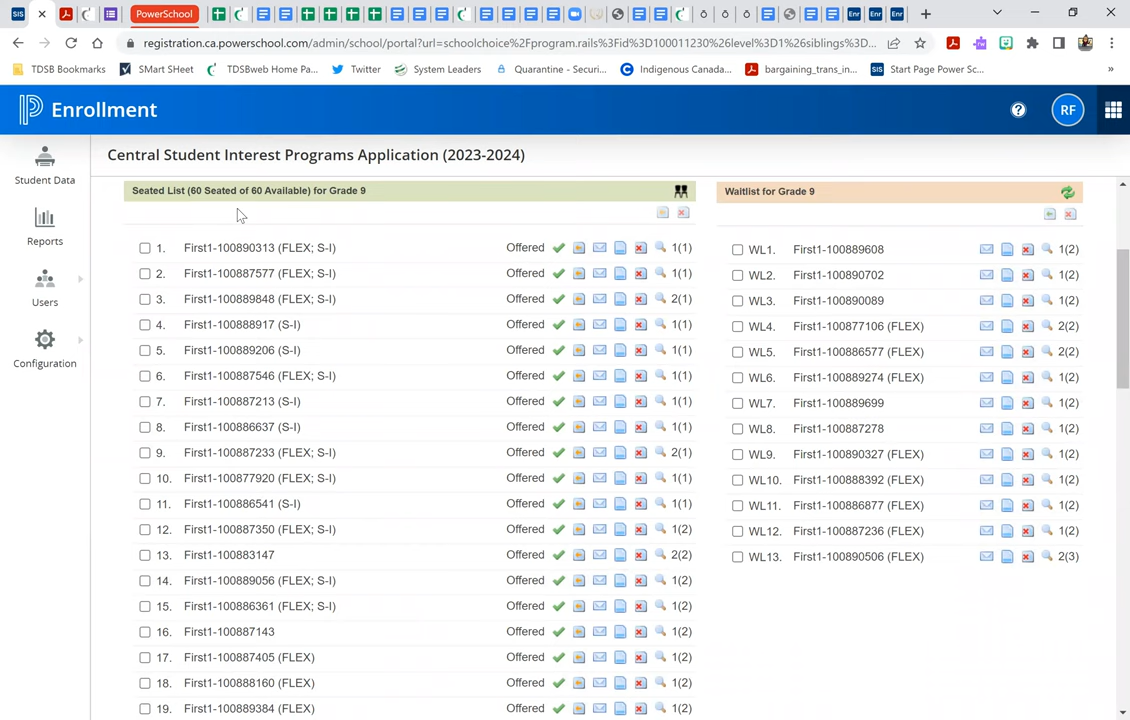 PowerSchool
Enr
Enr
Enr
registration.ca.powerschool.com/admin/school/portal?url=schoolchoice%2Fprogram.rails%3Fid%3D100011230%26level%3D1%26siblings%3D...
TDSB Bookmarks
SMart SHeet
TDSBweb Home Pa...
Twitter
System Leaders
Quarantine - Securi...
Indigenous Canada...
bargaining_trans_in...
SIS
Start Page Power Sc...
»
Enrollment
RF
Student Data
Reports
Users
Configuration
Central Student Interest Programs Application (2023-2024)
Seated List (60 Seated of 60 Available) for Grade 9
1. First1-100890313 (FLEX; S-I) Offered 1(1)
2. First1-100887577 (FLEX; S-I) Offered 1(1)
3. First1-100889848 (FLEX; S-I) Offered 2(1)
4. First1-100888917 (S-I) Offered 1(1)
5. First1-100889206 (S-I) Offered 1(1)
6. First1-100887546 (FLEX; S-I) Offered 1(1)
7. First1-100887213 (S-I) Offered 1(1)
8. First1-100886637 (S-I) Offered 1(1)
9. First1-100887233 (FLEX; S-I) Offered 2(1)
10. First1-100877920 (FLEX; S-I) Offered 1(1)
11. First1-100886541 (S-I) Offered 1(1)
12. First1-100887350 (FLEX; S-I) Offered 1(2)
13. First1-100883147 Offered 2(2)
14. First1-100889056 (FLEX; S-I) Offered 1(2)
15. First1-100886361 (FLEX; S-I) Offered 1(2)
16. First1-100887143 Offered 1(2)
17. First1-100887405 (FLEX) Offered 1(2)
18. First1-100888160 (FLEX) Offered 1(2)
19. First1-100889384 (FLEX) Offered 1(2)
Waitlist for Grade 9
WL1. First1-100889608 1(2)
WL2. First1-100890702 1(2)
WL3. First1-100890089 1(2)
WL4. First1-100877106 (FLEX) 2(2)
WL5. First1-100886577 (FLEX) 2(2)
WL6. First1-100889274 (FLEX) 1(2)
WL7. First1-100889699 1(2)
WL8. First1-100887278 1(2)
WL9. First1-100890327 (FLEX) 1(2)
WL10. First1-100888392 (FLEX) 1(2)
WL11. First1-100886877 (FLEX) 1(2)
WL12. First1-100887236 (FLEX) 1(2)
WL13. First1-100890506 (FLEX) 2(3)